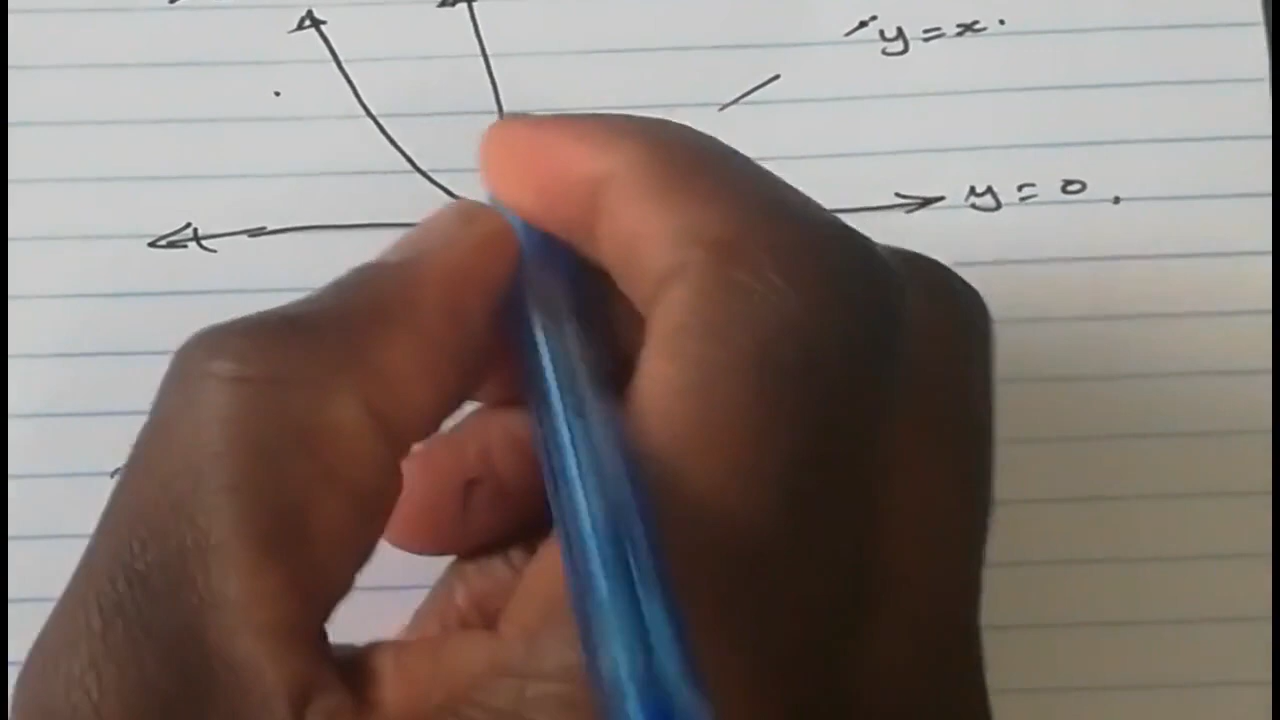 y = x.
y = 0.